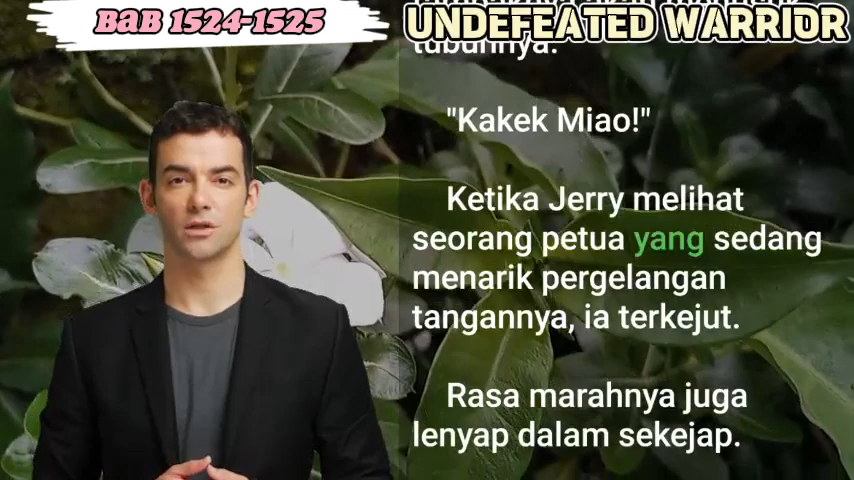 BAB 1524-1525
UNDEFEATED WARRIOR
tubuhnya.
"Kakek Miao!"
Ketika Jerry melihat
seorang petua yang sedang
menarik pergelangan
tangannya, ia terkejut.
Rasa marahnya juga
lenyap dalam sekejap.